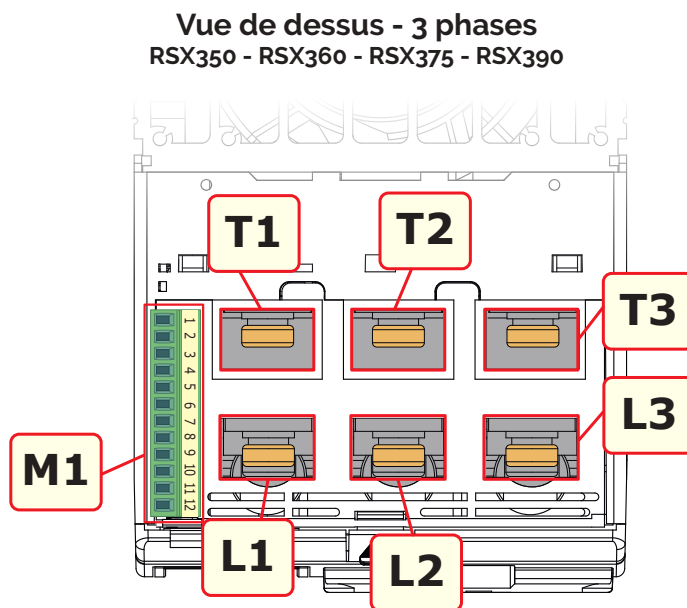 Vue de dessus - 3 phases
RSX350 - RSX360 - RSX375 - RSX390
T1
T2
T3
L3
M1
1
2
3
4
5
6
7
8
9
10
11
12
L1
L2